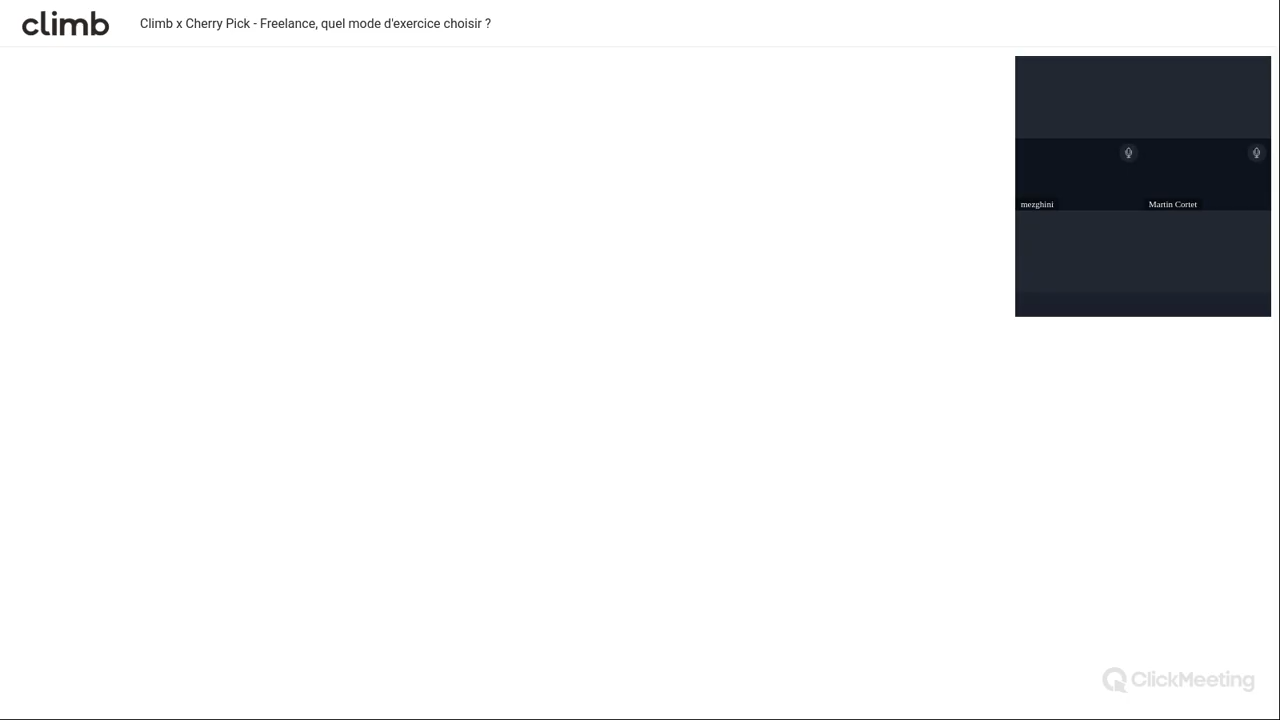 climb
Climb x Cherry Pick - Freelance, quel mode d'exercice choisir ?
mezghini
Martin Cortet
ClickMeeting